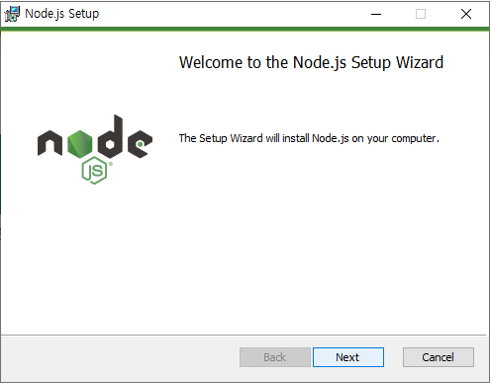 Node.js Setup
Welcome to the Node.js Setup Wizard
node
JS
The Setup Wizard will install Node.js on your computer.
Back Next Cancel